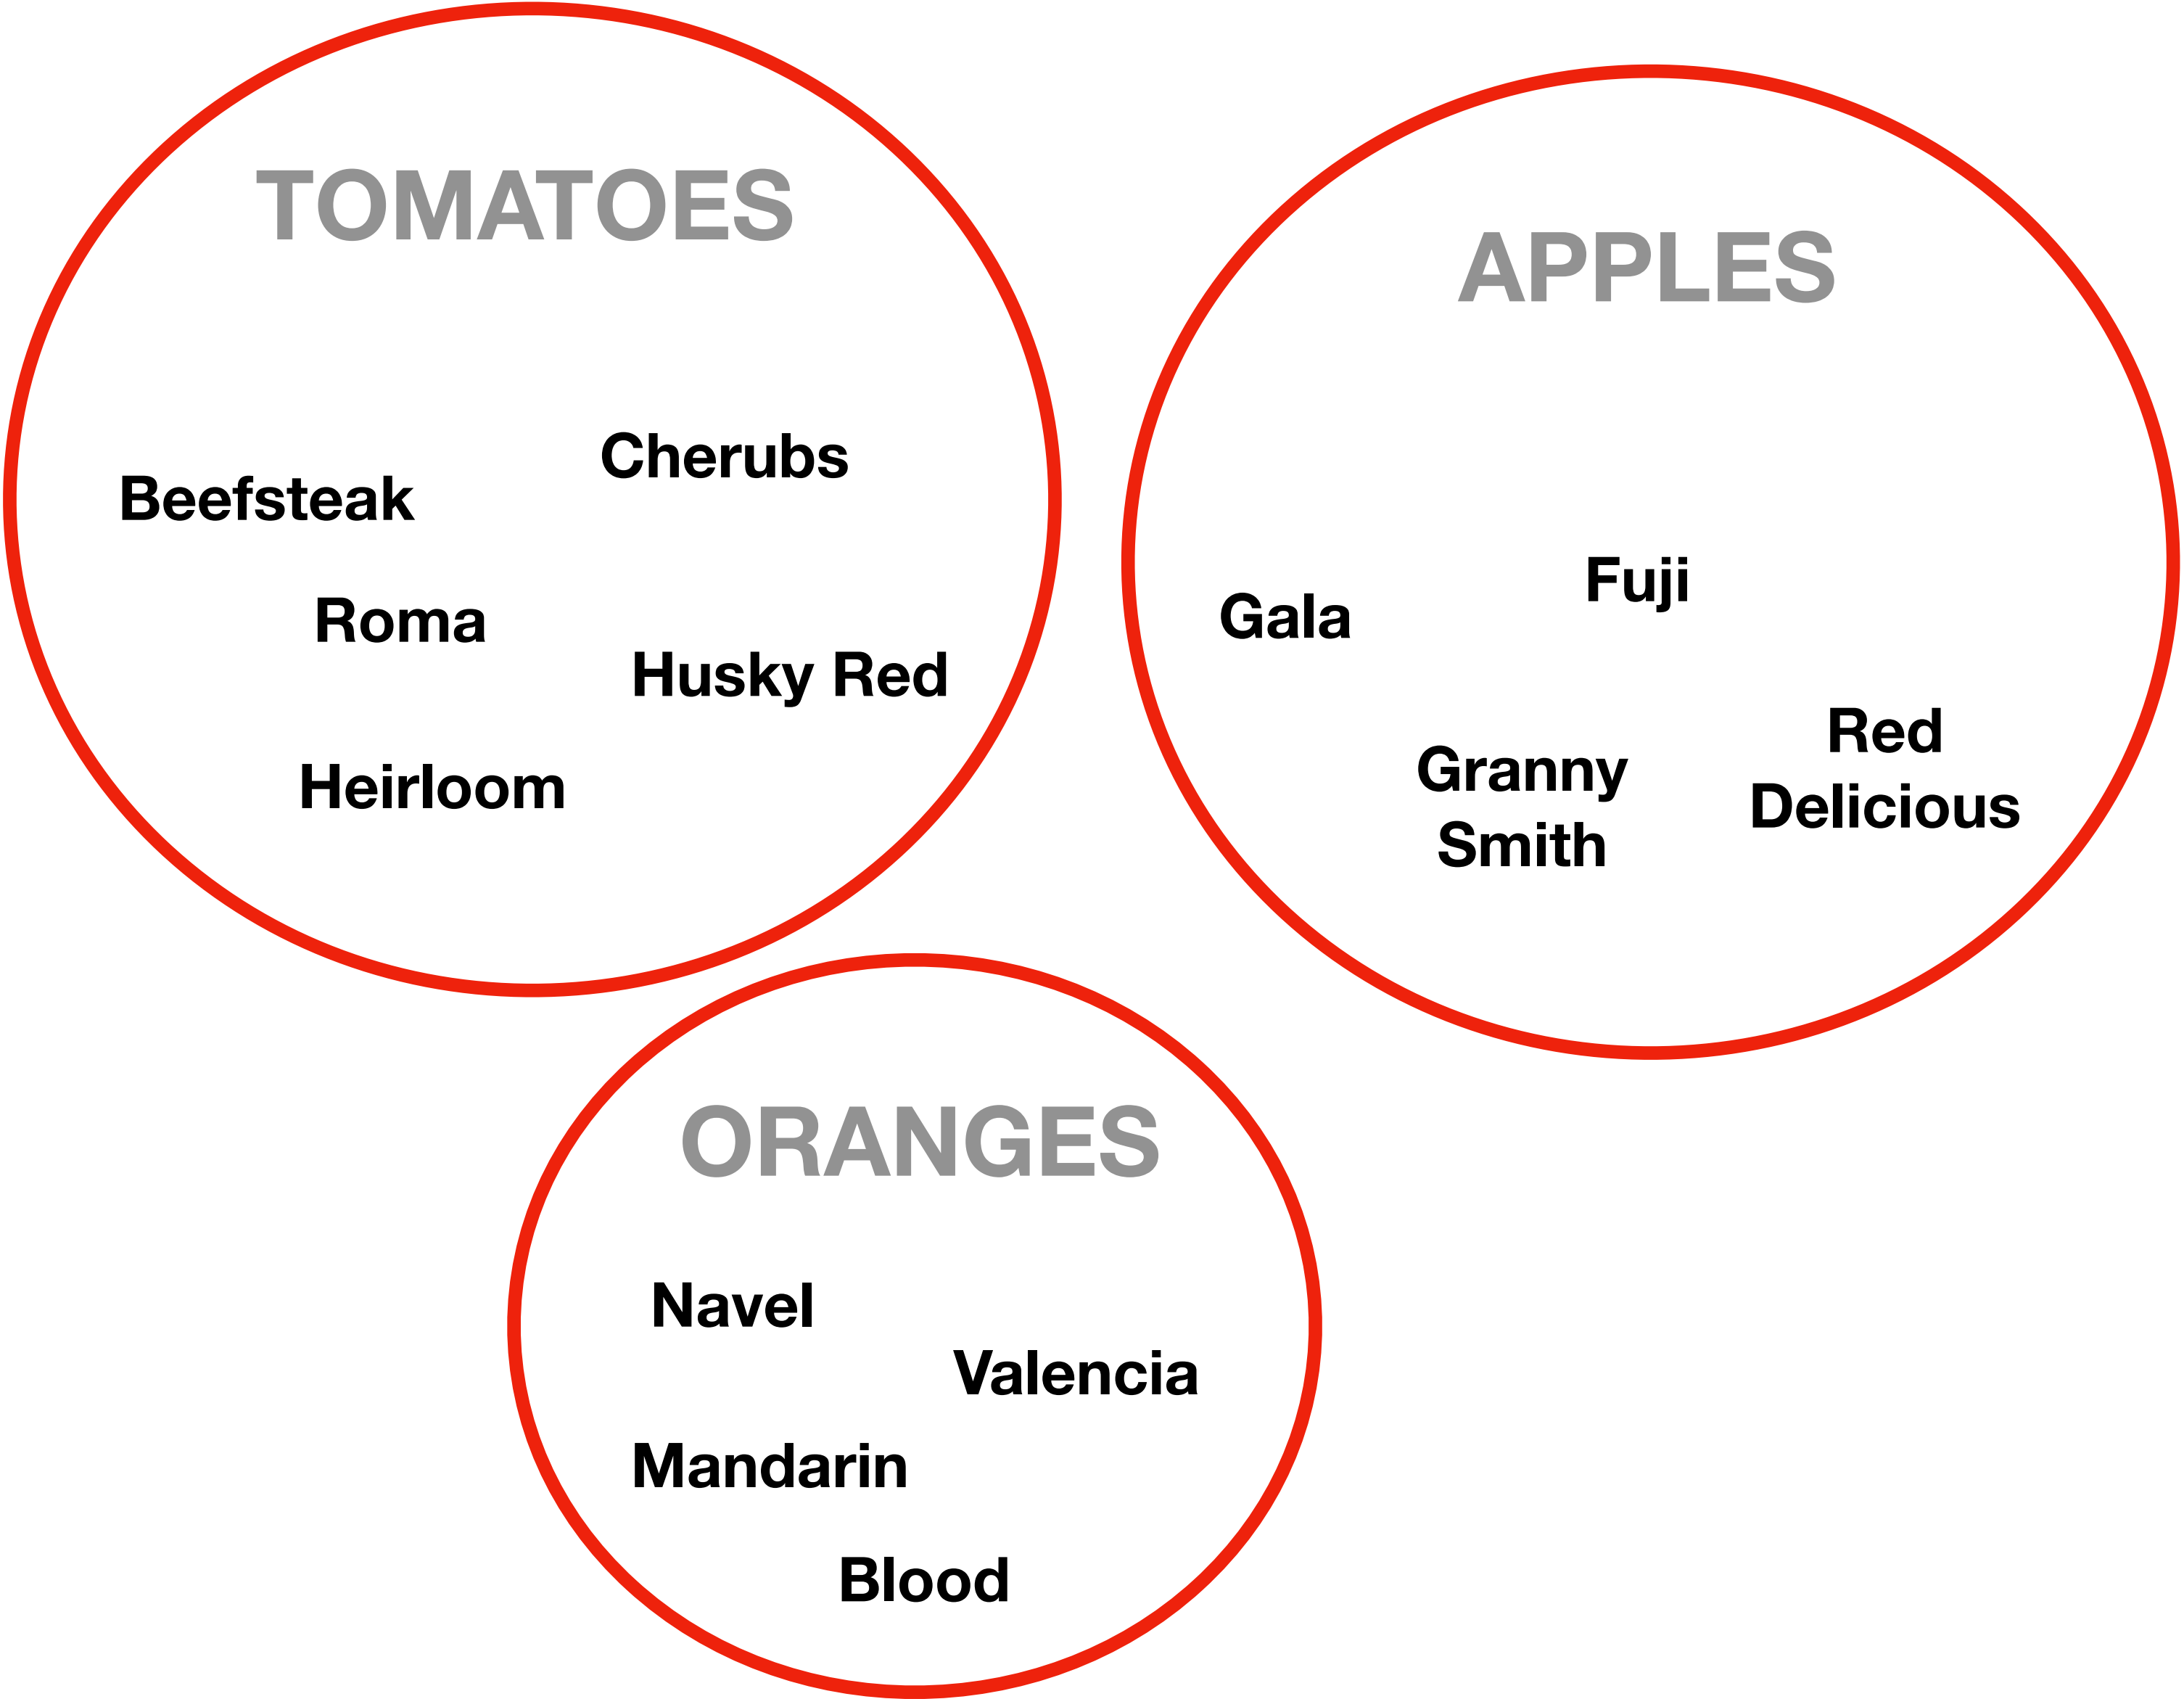 TOMATOES
Cherubs
Beefsteak
Roma
Husky Red
Heirloom
APPLES
Fuji
Gala
Red
Delicious
Granny
Smith
ORANGES
Navel
Valencia
Mandarin
Blood